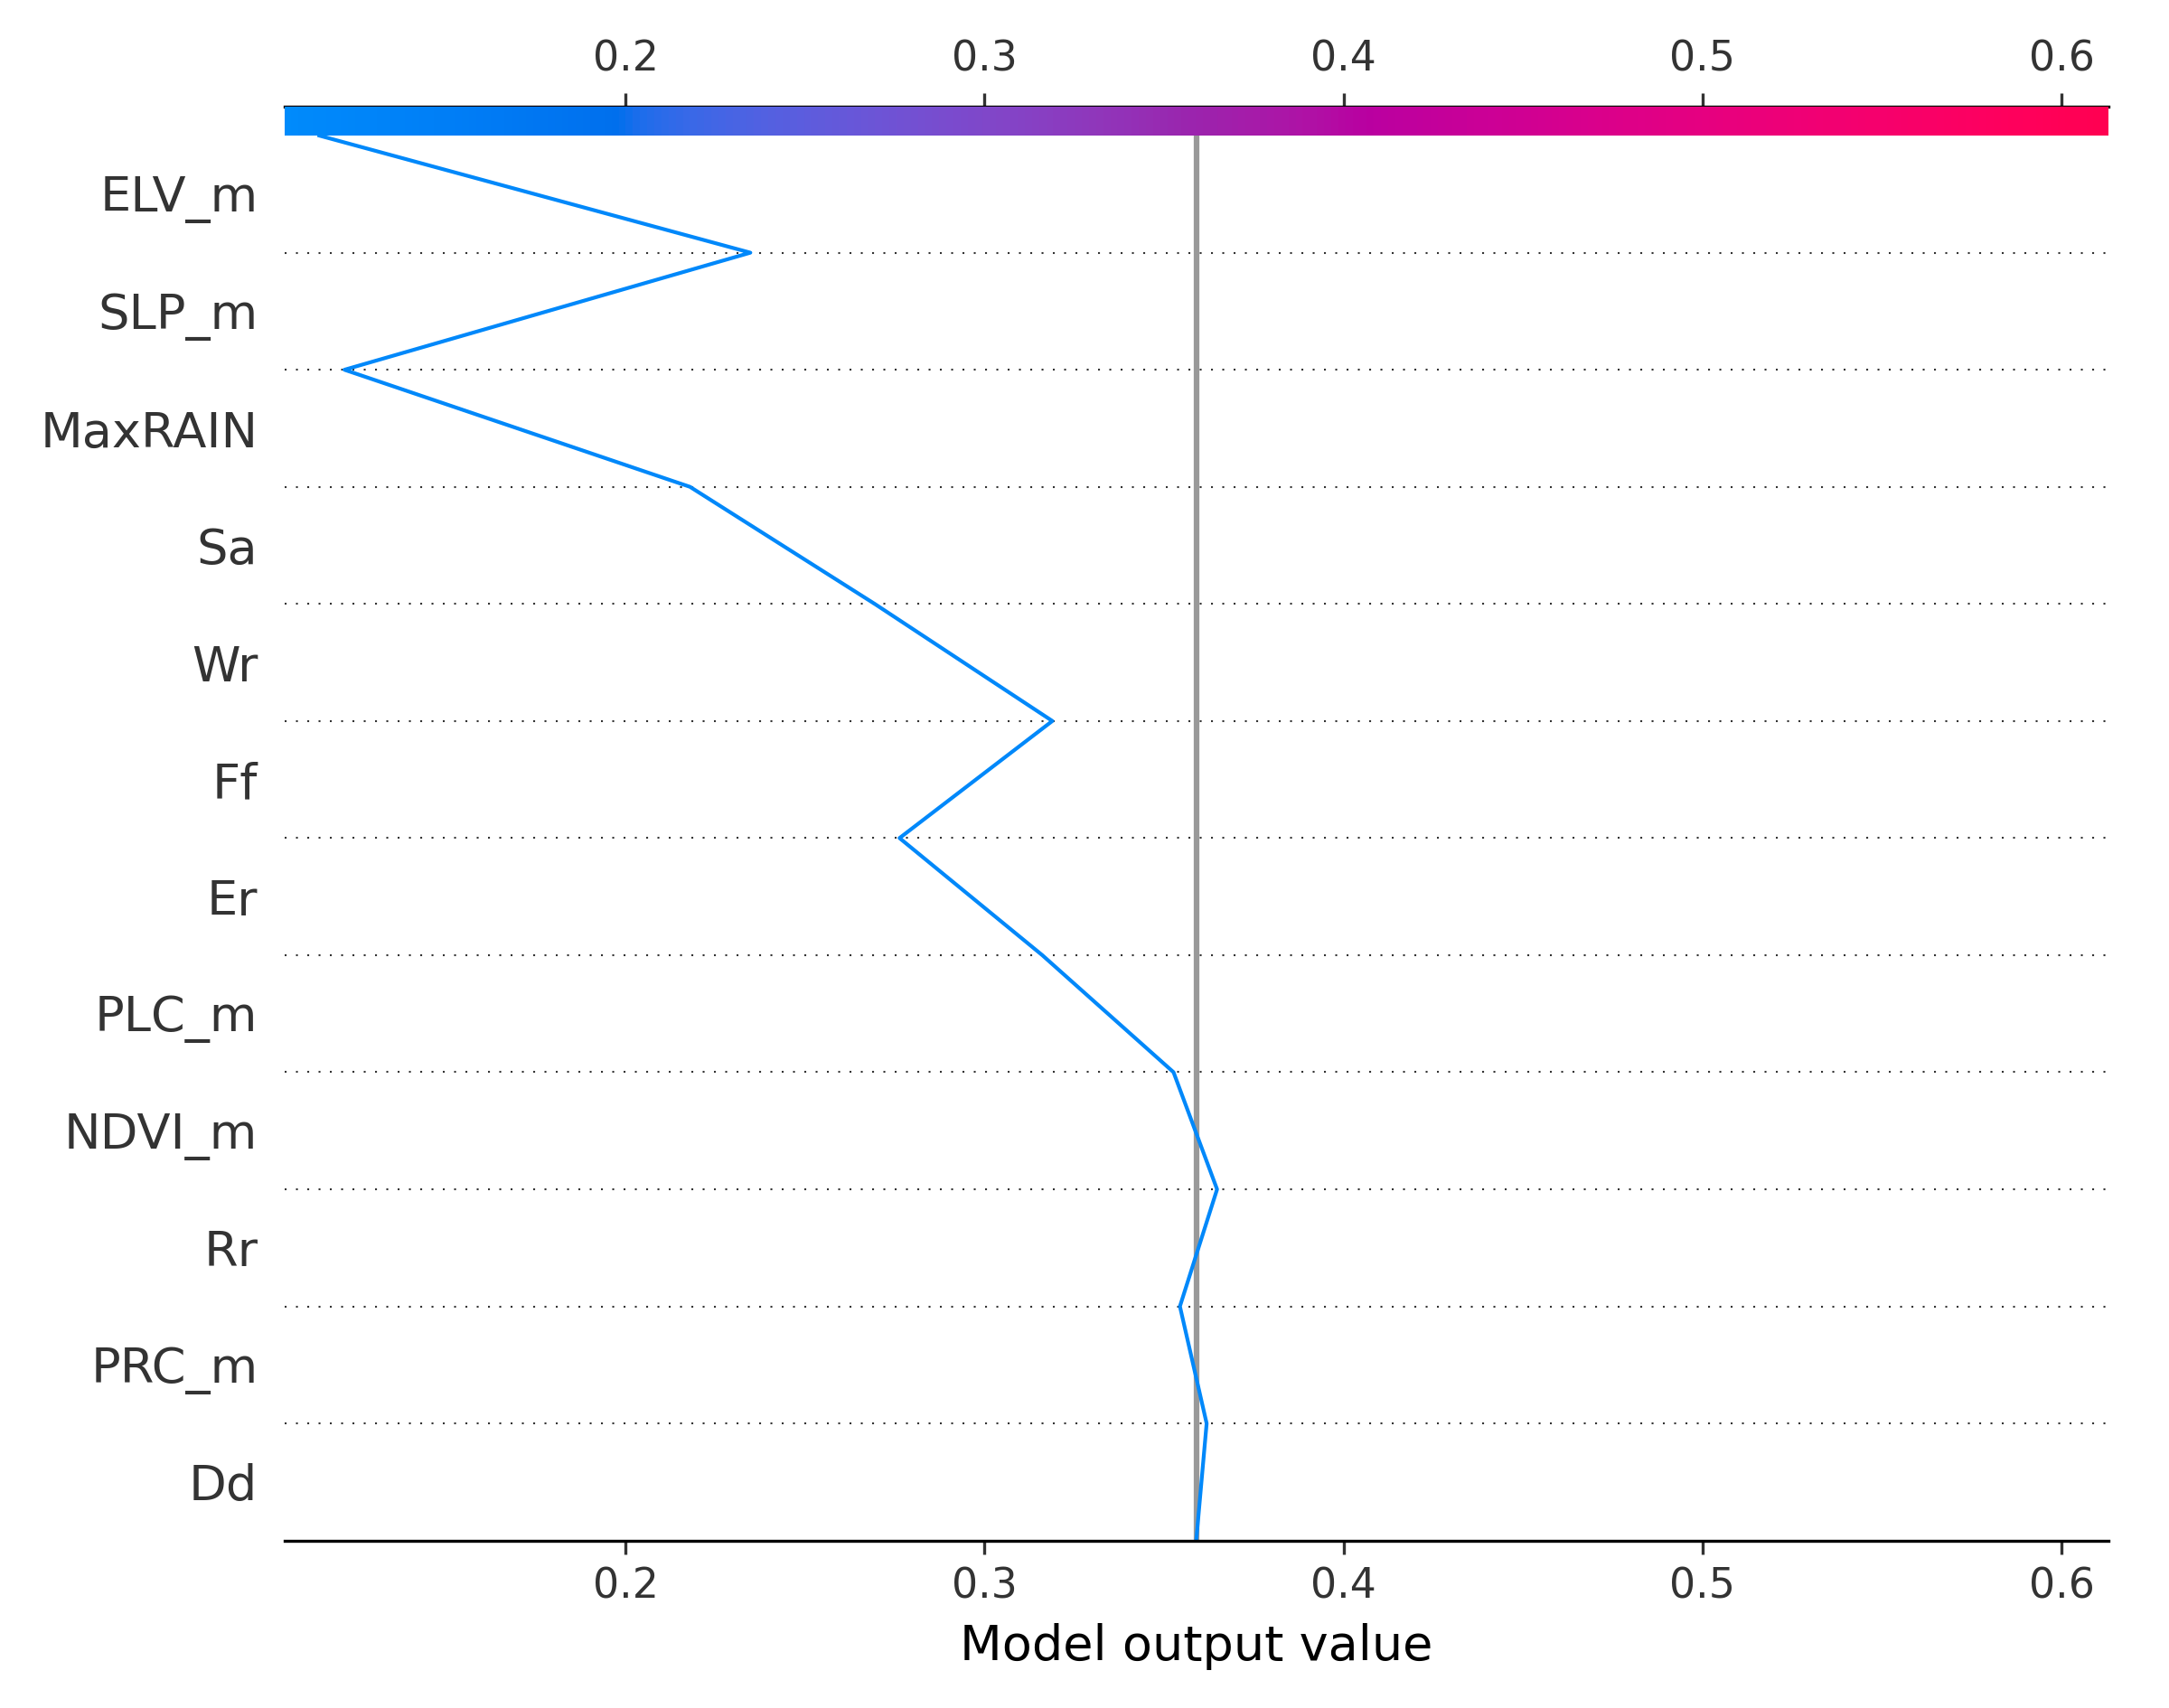 0.2 0.3 0.4 0.5 0.6
ELV_m
SLP_m
MaxRAIN
Sa
Wr
Ff
Er
PLC_m
NDVI_m
Rr
PRC_m
Dd
0.2 0.3 0.4 0.5 0.6
Model output value